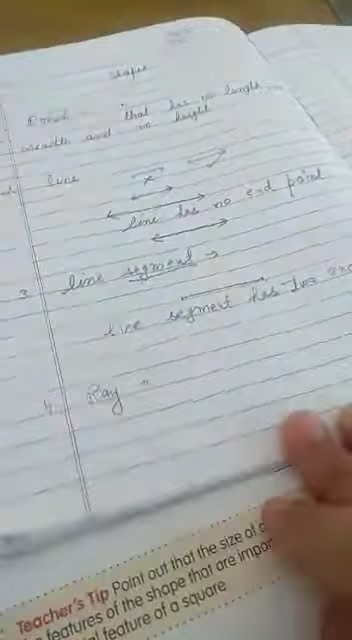 shapes
Point that has no length
breadth and no height
line
line has no end point
3. line segment →
line segment has two end
4. Ray "
Teacher's Tip Point out that the size of
features of the shape that are impor
feature of a square